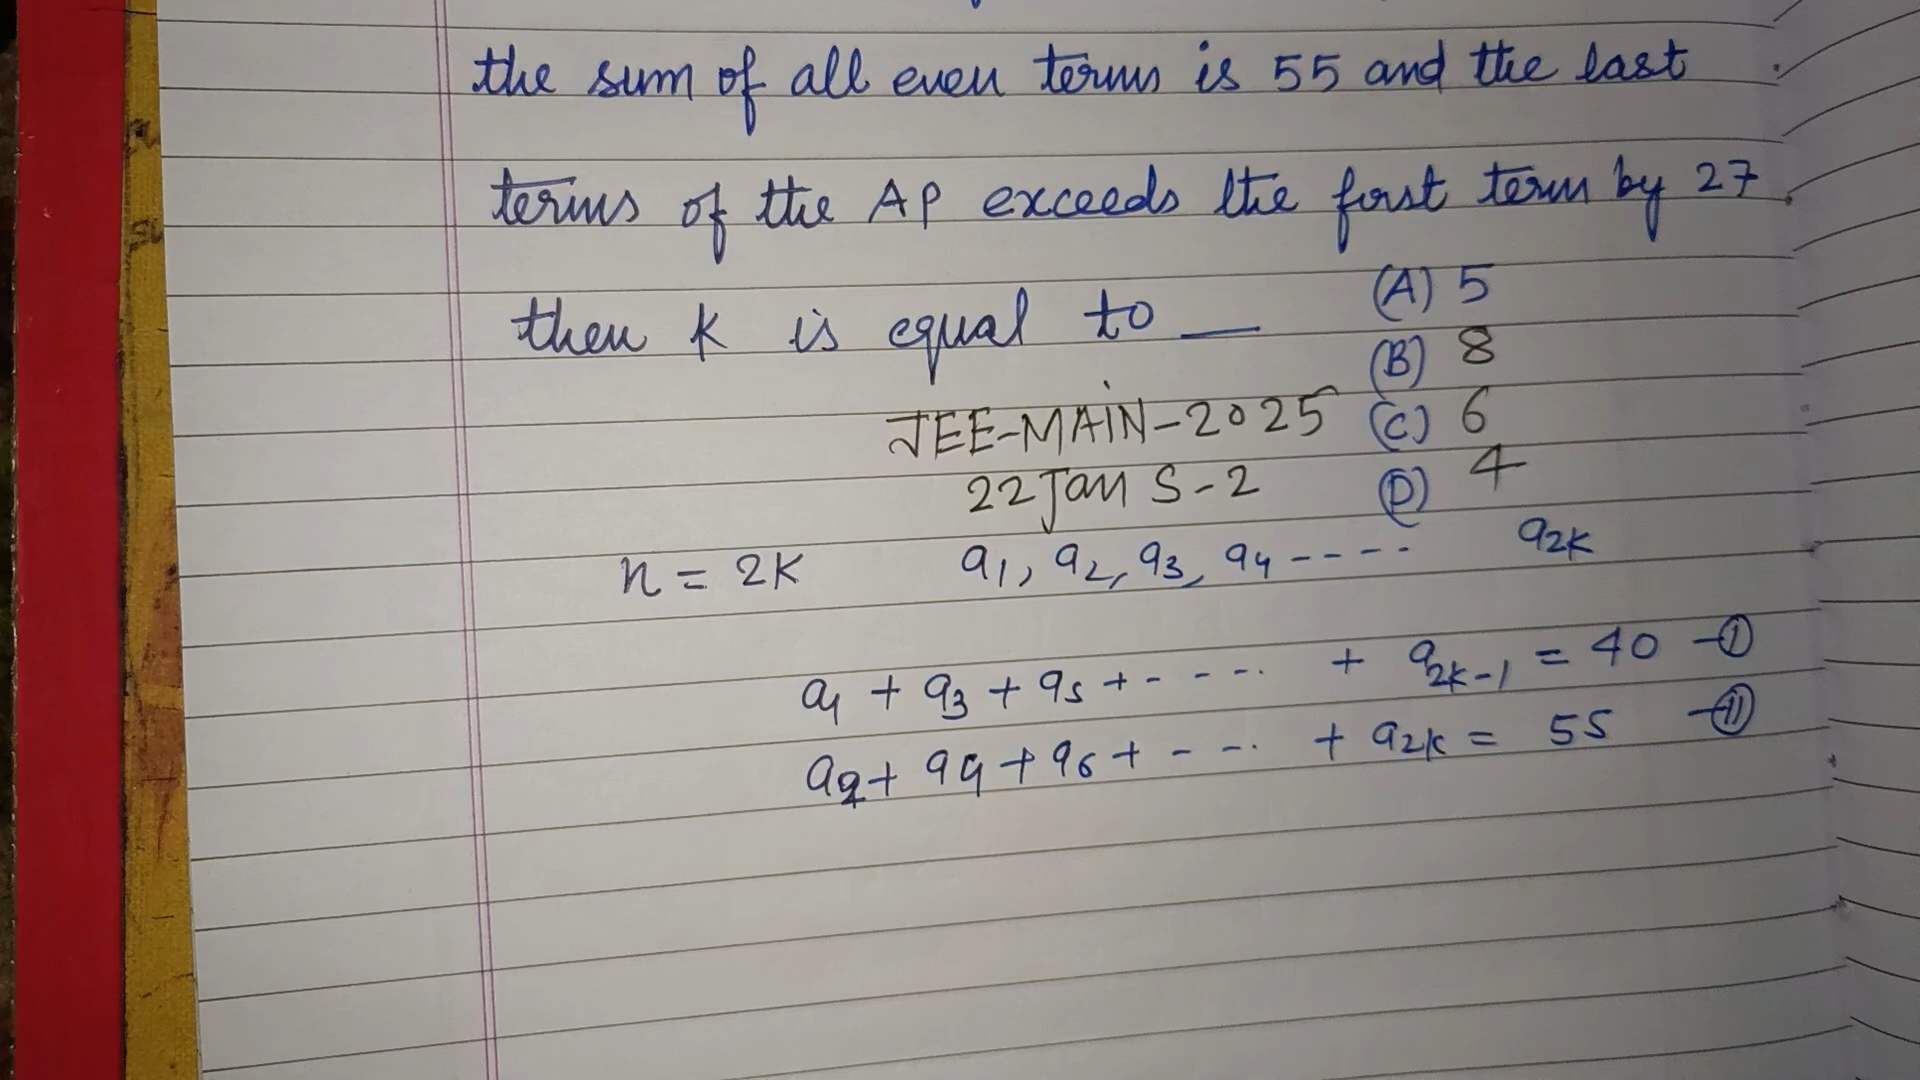 the sum of all even terms is 55 and the last
terms of the AP exceeds the first term by 27
then K is equal to __ (A) 5
(B) 8
JEE-MAIN-2025 (C) 6
22 Jan S-2 (D) 4
n = 2K a1, a2, a3, a4 ---- a2K
a1 + a3 + a5 + - - - -. + a2k-1 = 40 -(I)
a2 + a4 + a6 + - - -. + a2k = 55 -(II)